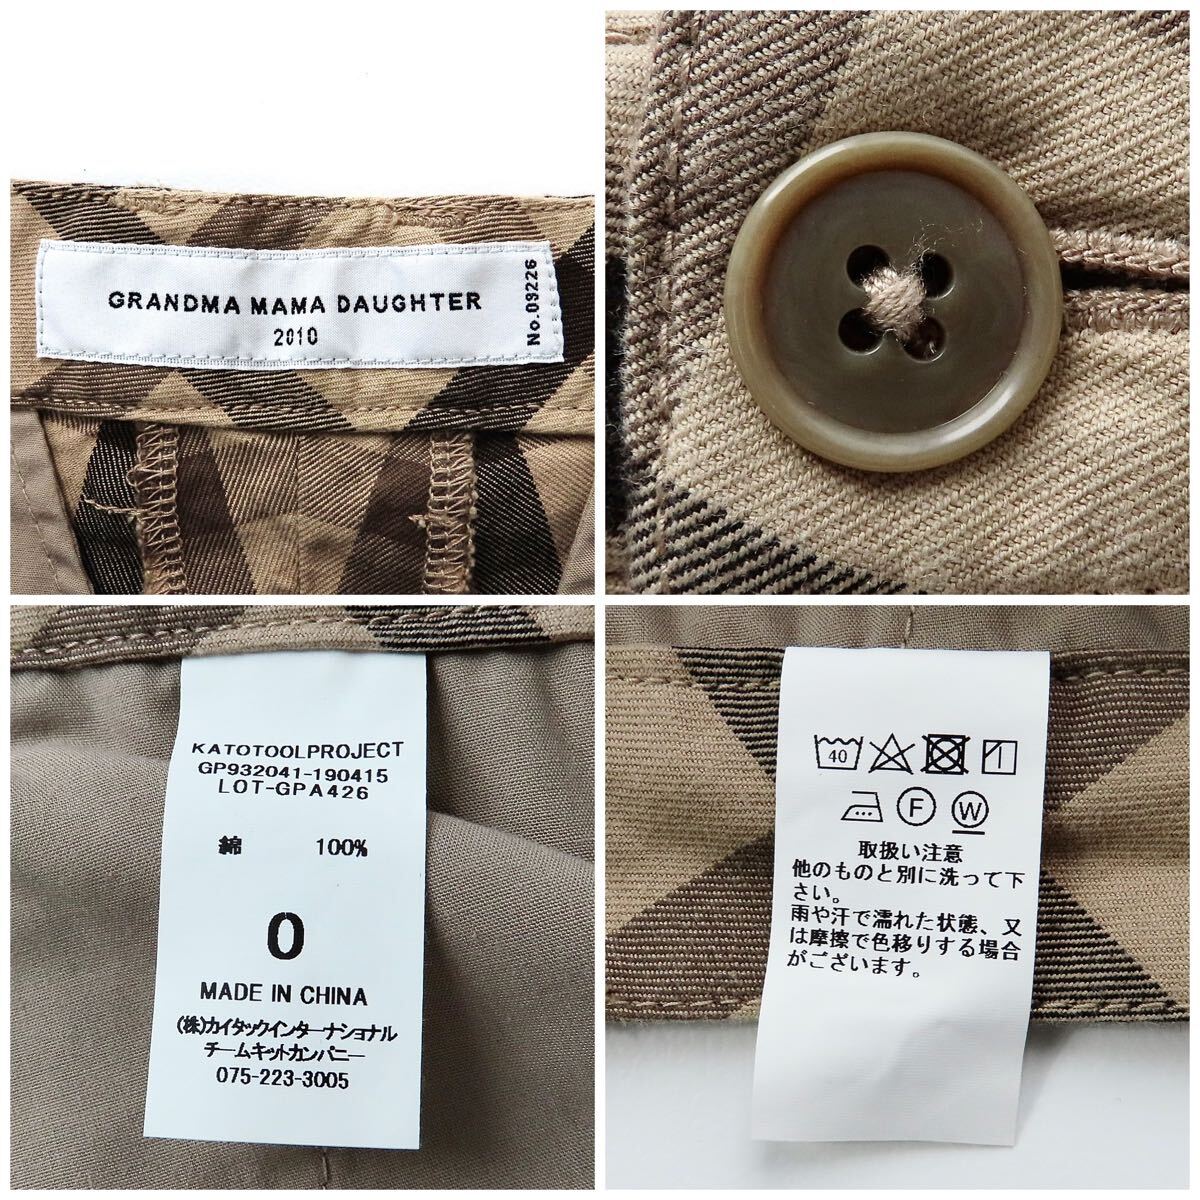 GRANDMA MAMA DAUGHTER
2010
No.09226
KATOTOOLPROJECT
GP932041-190415
LOT-GPA426
綿 100%
0
MADE IN CHINA
(株)カイタックインターナショナル
チームキットカンパニー
075-223-3005
40
F W
取扱い注意
他のものと別に洗って下
さい。
雨や汗で濡れた状態、又
は摩擦で色移りする場合
がございます。